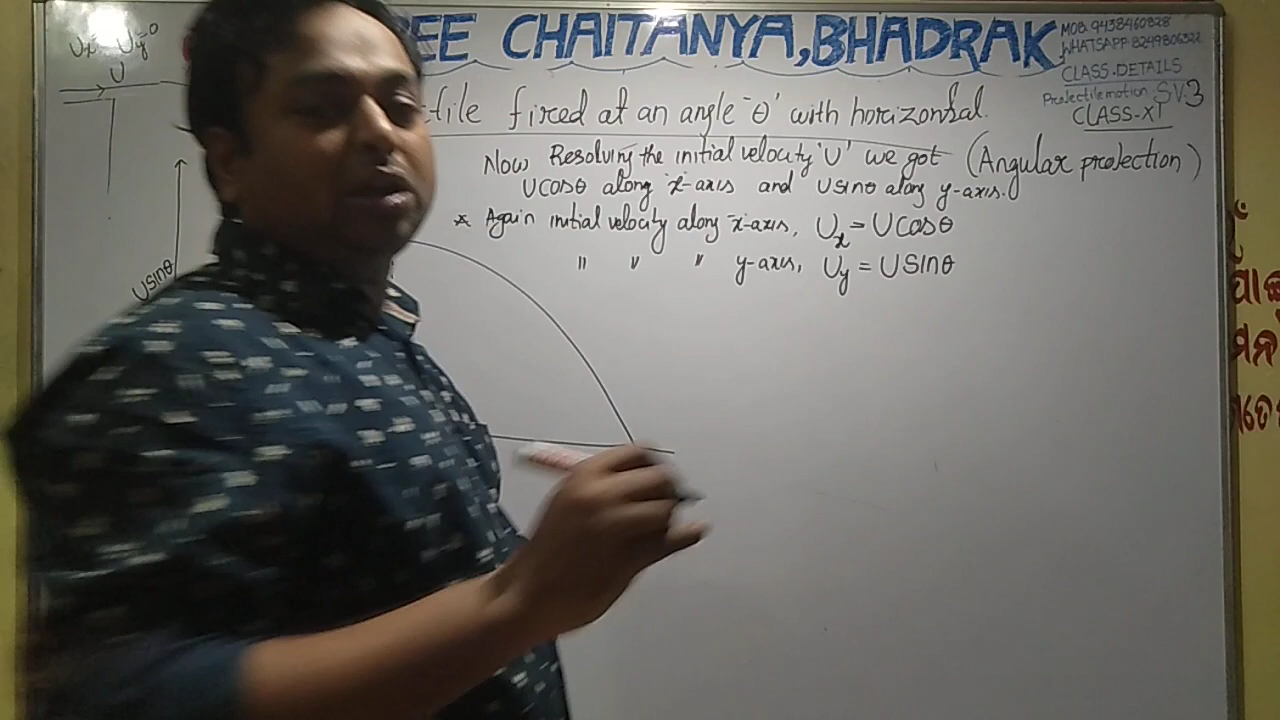 EE CHAITANYA,BHADRAK
MOB. 9438460828
WHATSAPP 8249806322
CLASS.DETAILS
Projectile motion SV3
CLASS-XI
Ux= Uy=0
U
tile fired at an angle 'θ' with horizontal.
Now Resolving the initial velocity 'U' we got (Angular projection)
UCOSθ along x-axis and USinθ along y-axis.
* Again initial velocity along x-axis, Ux = UCOSθ
" " " y-axis, Uy = USINθ
USinθ